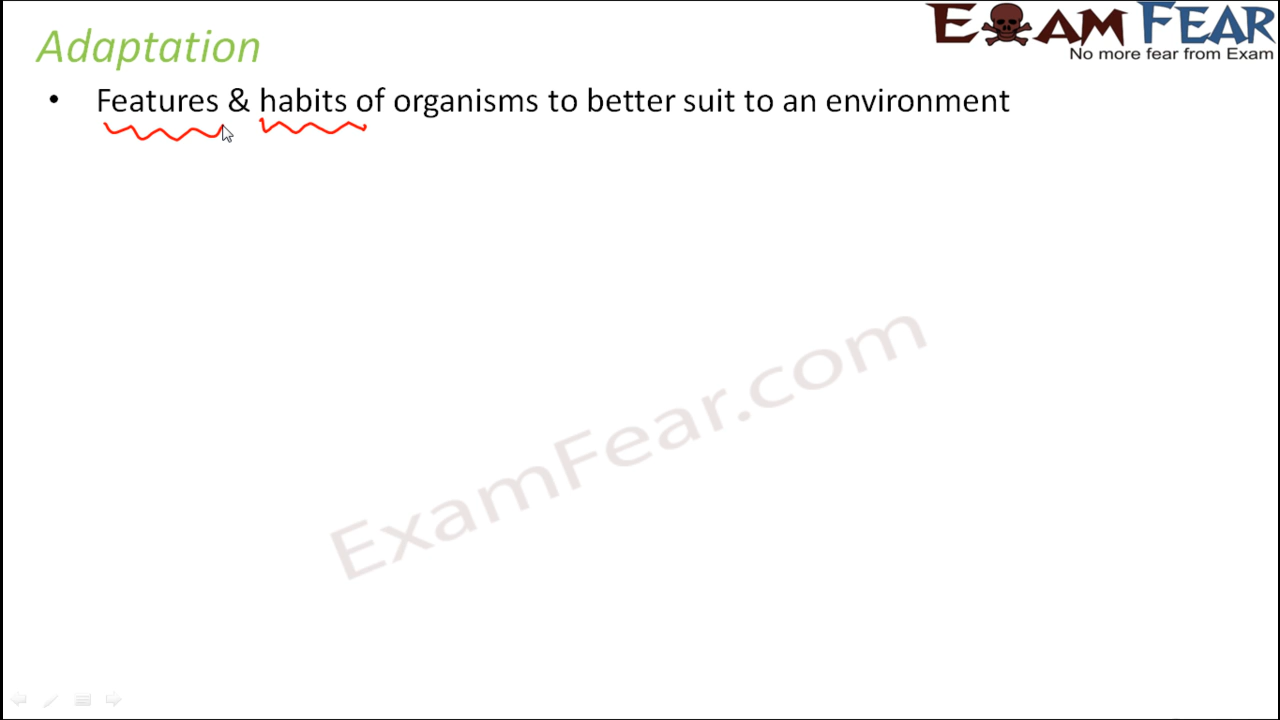 Adaptation
EXAM FEAR
No more fear from Exam
• Features & habits of organisms to better suit to an environment
ExamFear.com